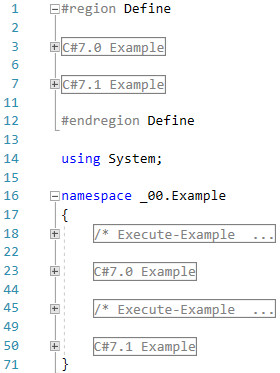 1 #region Define
2
3 C#7.0 Example
6
7 C#7.1 Example
11
12 #endregion Define
13
14 using System;
15
16 namespace _00.Example
17 {
18 /* Execute-Example ...
22
23 C#7.0 Example
44
45 /* Execute-Example ...
49
50 C#7.1 Example
71 }